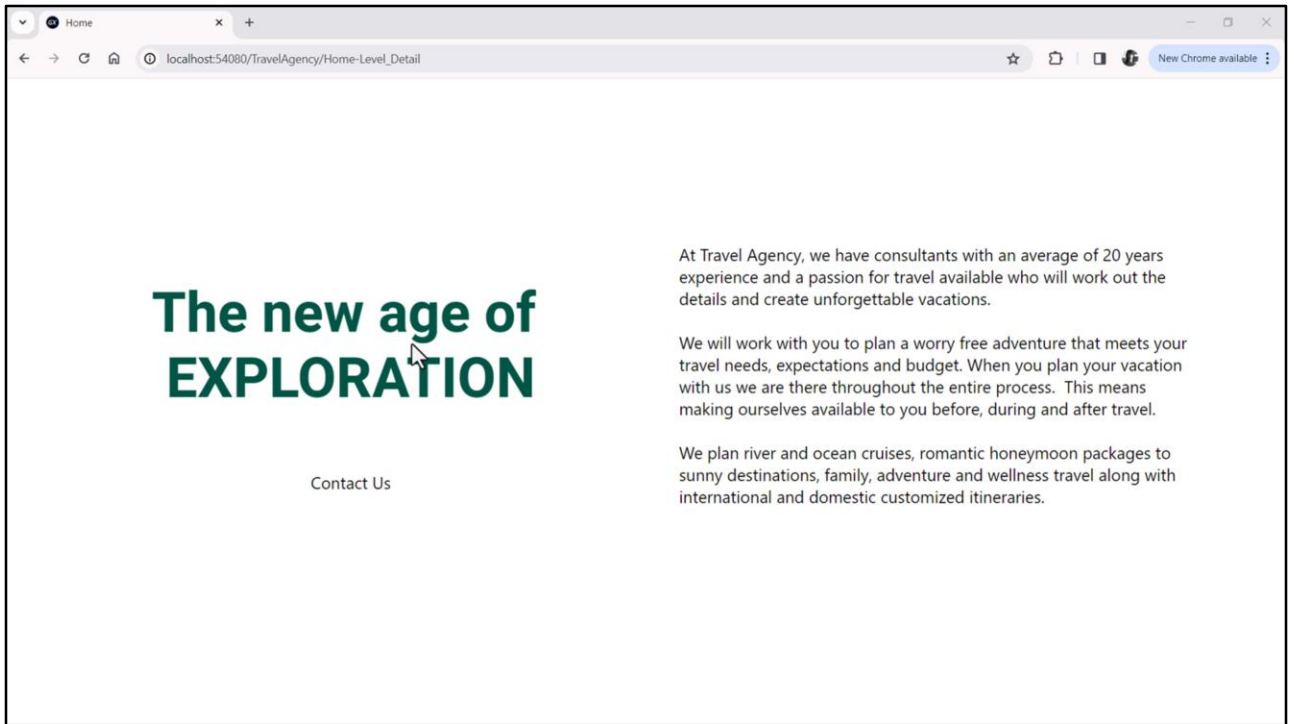 GX Home
localhost:54080/TravelAgency/Home-Level_Detail
New Chrome available
The new age of
EXPLORATION
Contact Us
At Travel Agency, we have consultants with an average of 20 years
experience and a passion for travel available who will work out the
details and create unforgettable vacations.
We will work with you to plan a worry free adventure that meets your
travel needs, expectations and budget. When you plan your vacation
with us we are there throughout the entire process.  This means
making ourselves available to you before, during and after travel.
We plan river and ocean cruises, romantic honeymoon packages to
sunny destinations, family, adventure and wellness travel along with
international and domestic customized itineraries.